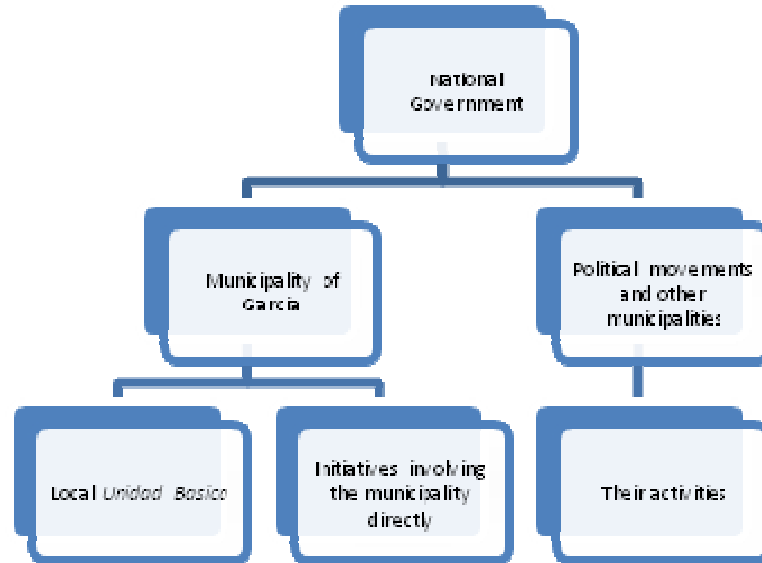 National
Government
Municipality of
Garcia
Political movements
and other
municipalities
Local Unidad Basica
Initiatives involving
the municipality
directly
Their activities